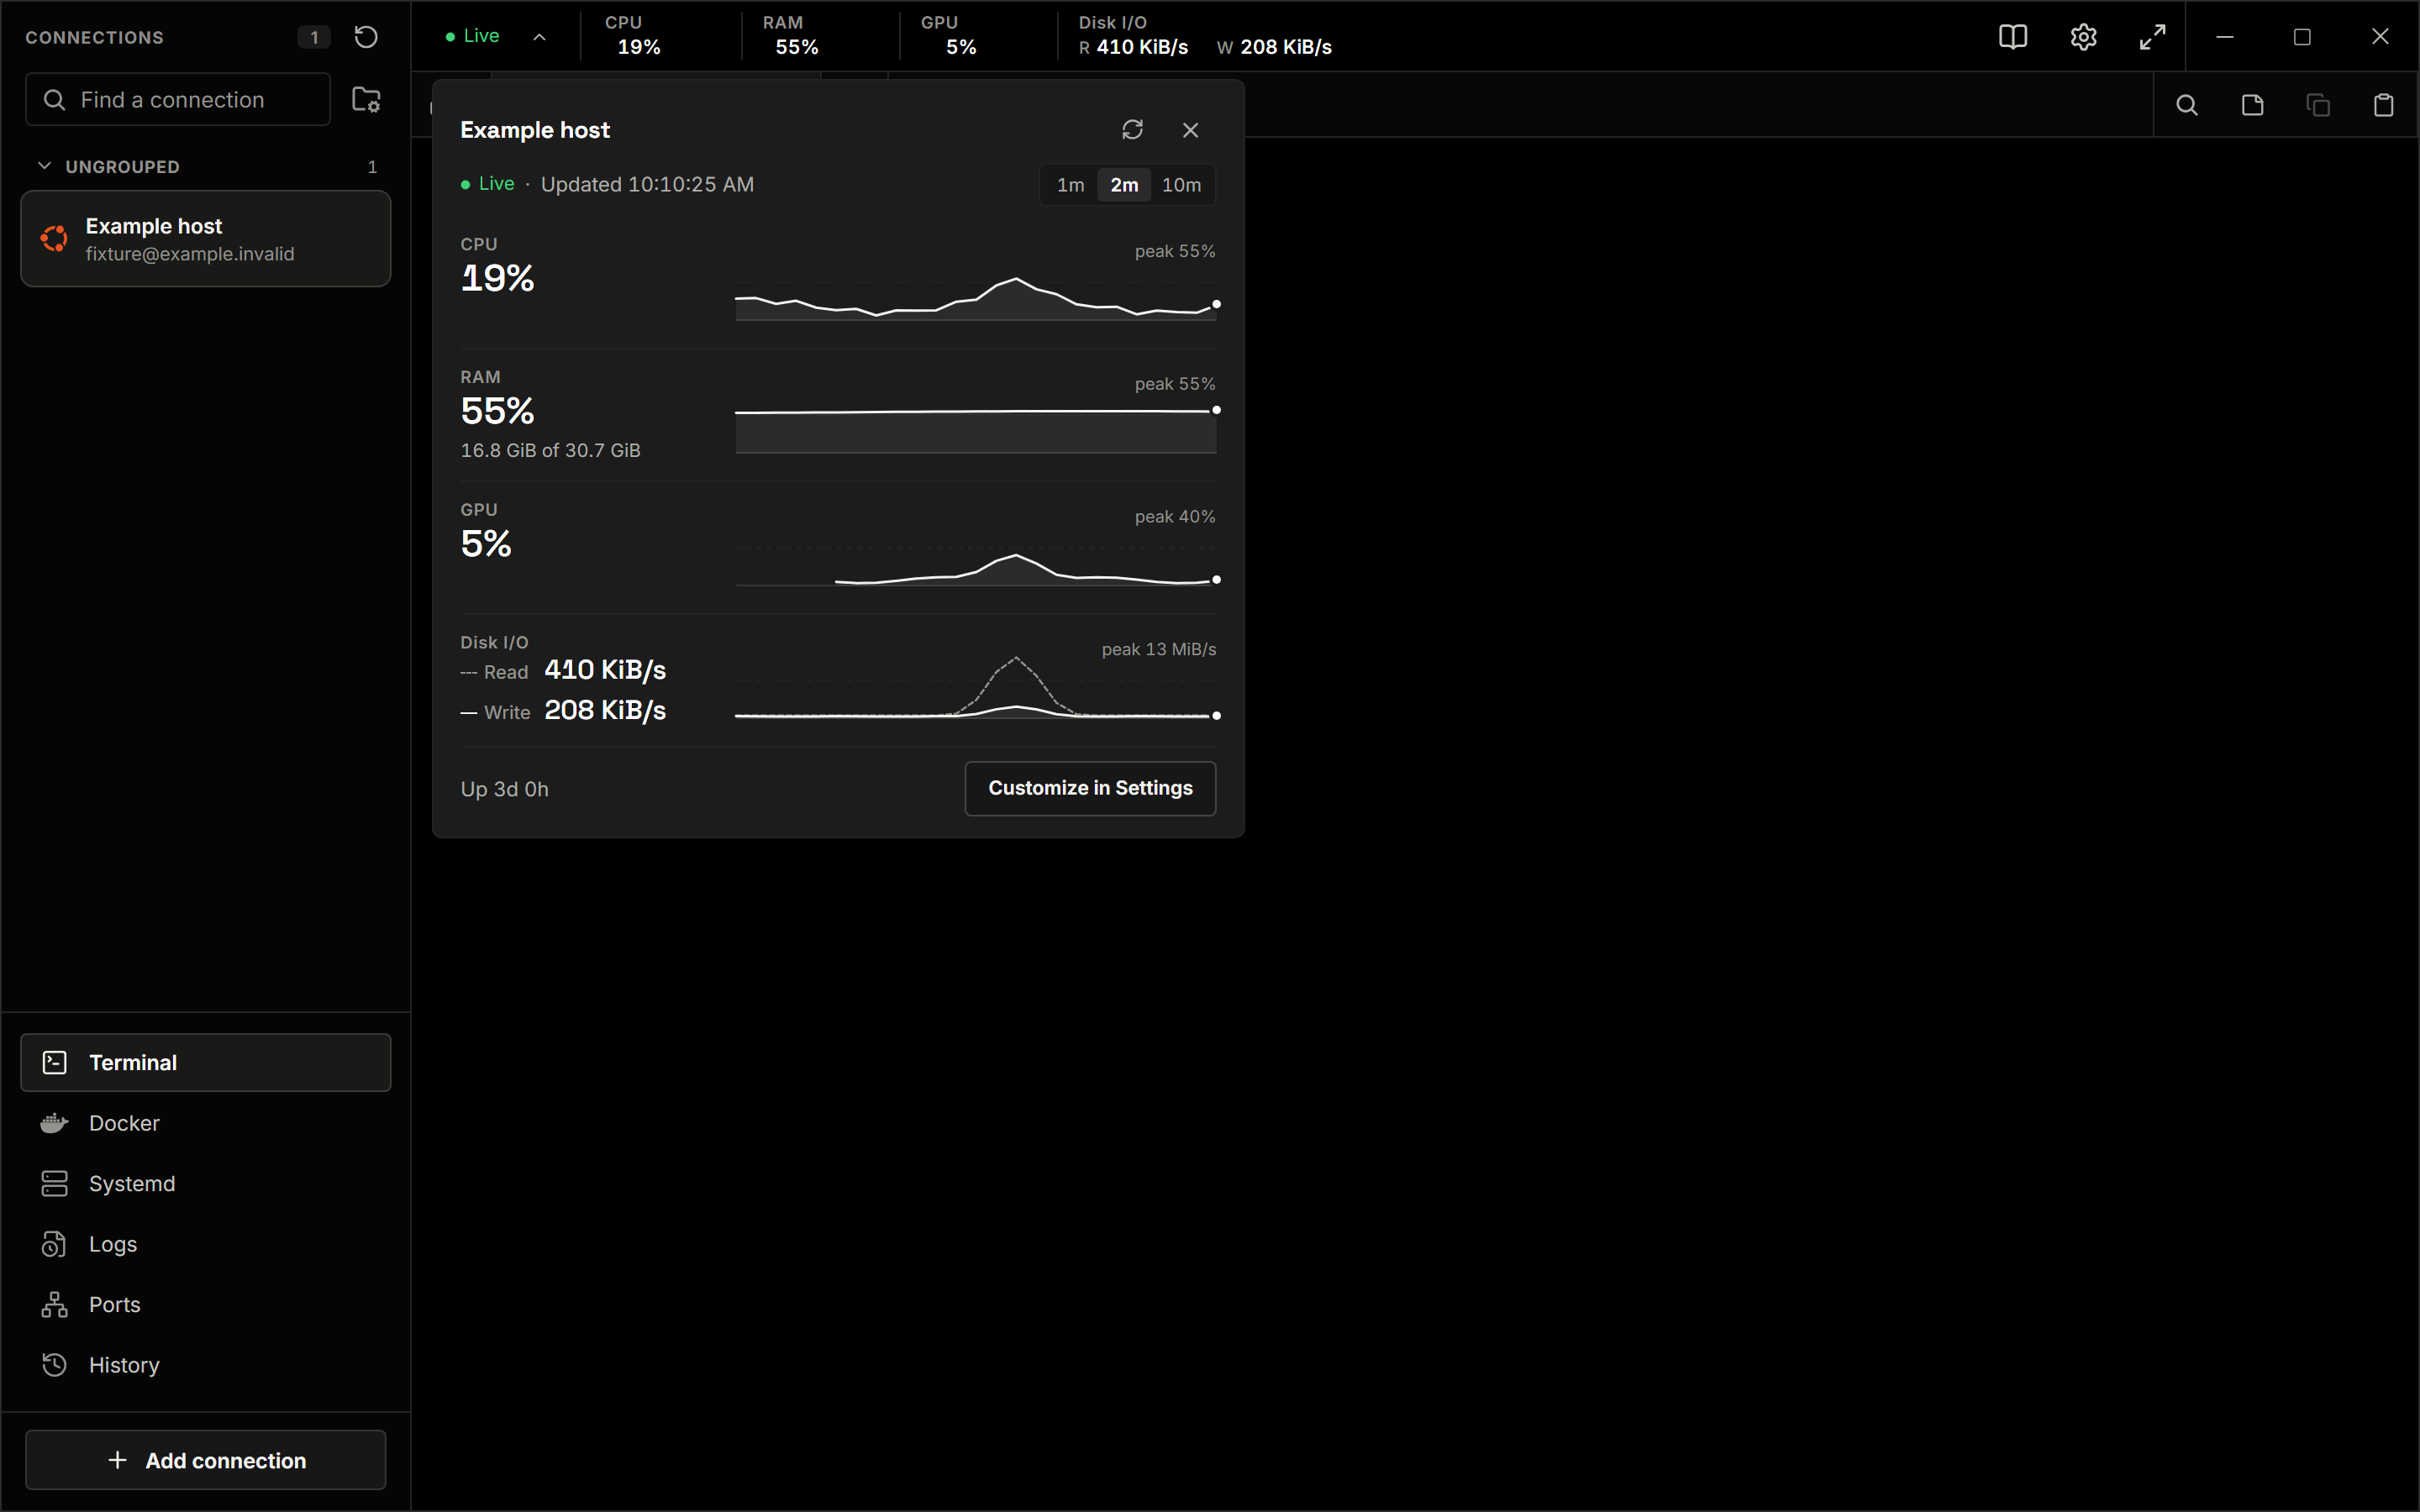 CONNECTIONS 1
Find a connection
UNGROUPED 1
Example host
fixture@example.invalid
Terminal
Docker
Systemd
Logs
Ports
History
Add connection
Live
CPU
19%
RAM
55%
GPU
5%
Disk I/O
R 410 KiB/s W 208 KiB/s
Example host
Live · Updated 10:10:25 AM
1m 2m 10m
CPU
19%
peak 55%
RAM
55%
16.8 GiB of 30.7 GiB
peak 55%
GPU
5%
peak 40%
Disk I/O
Read 410 KiB/s
Write 208 KiB/s
peak 13 MiB/s
Up 3d 0h
Customize in Settings